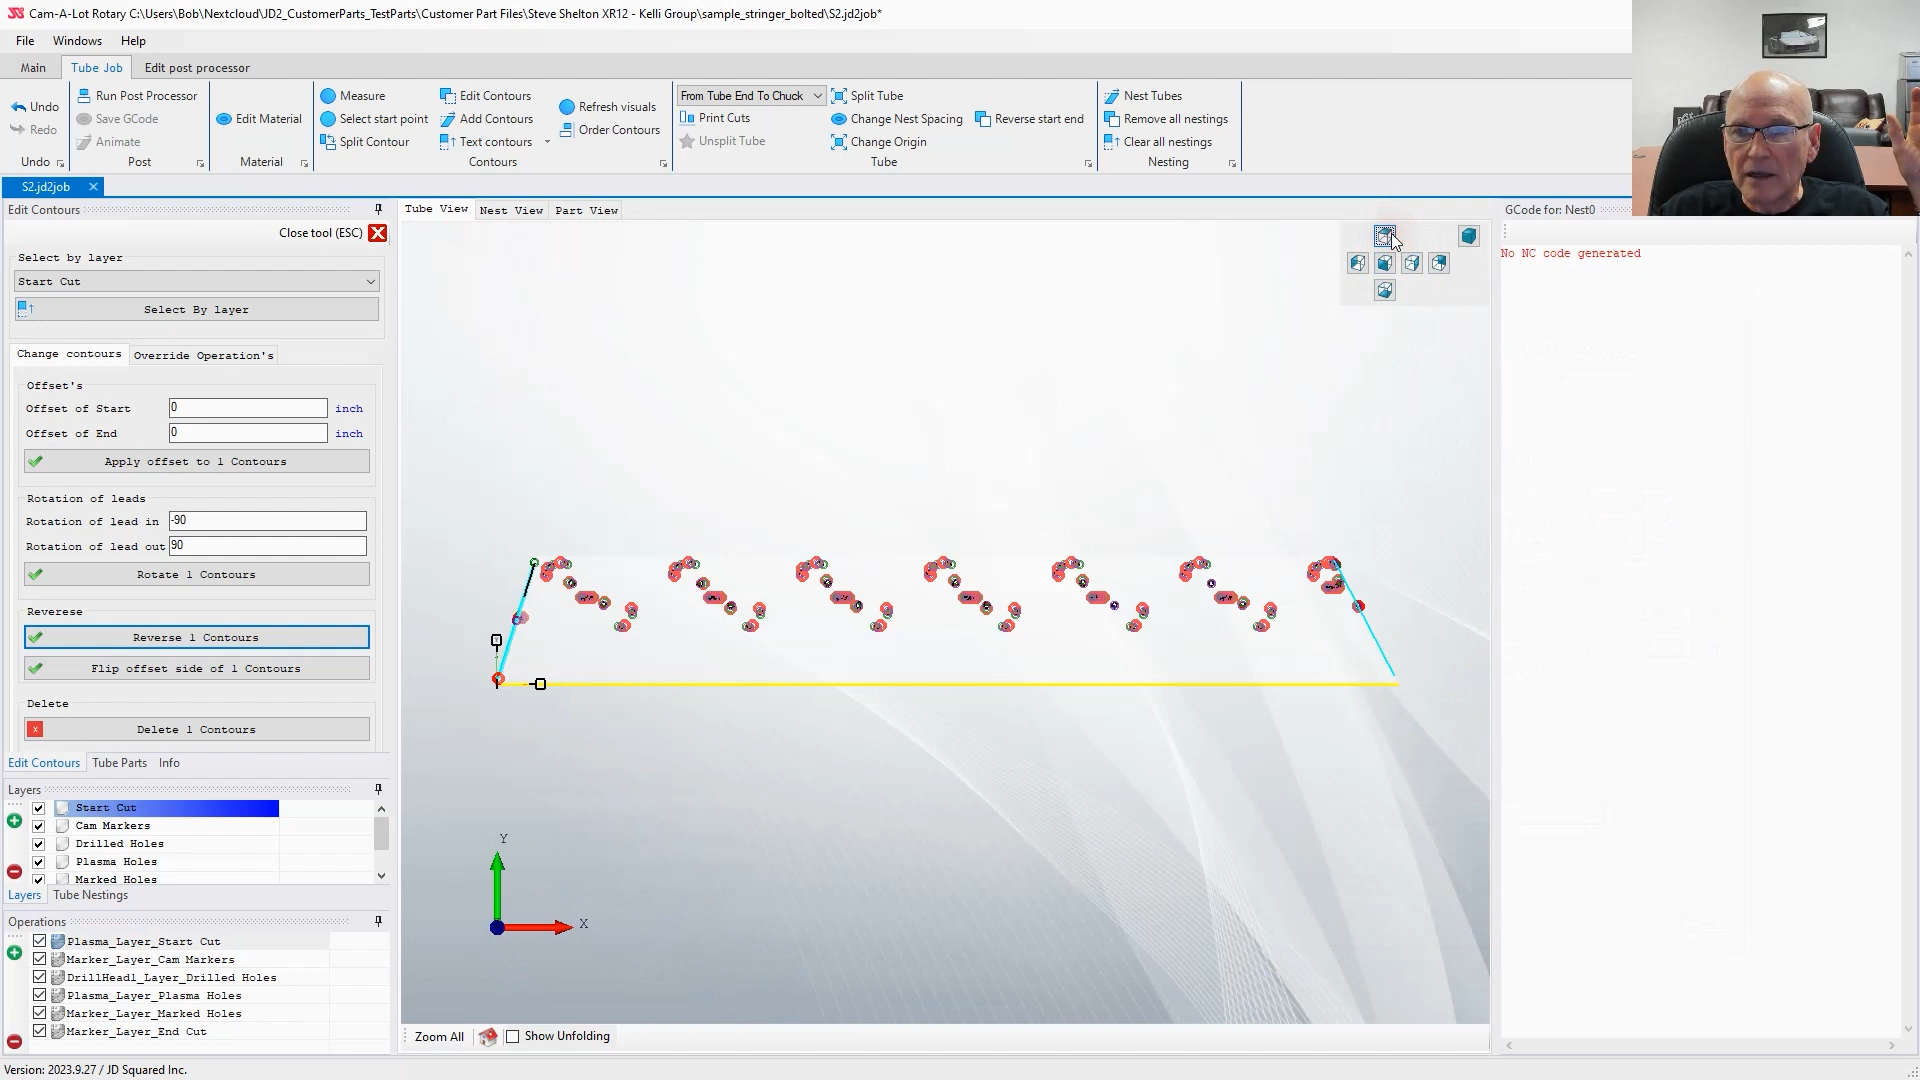 Cam-A-Lot Rotary C:\Users\Bob\Nextcloud\JD2_CustomerParts_TestParts\Customer Part Files\Steve Shelton XR12 - Kelli Group\sample_stringer_bolted\S2.jd2job*
File Windows Help
Main Tube Job Edit post processor
Undo
Redo
Undo
Run Post Processor
Save GCode
Animate
Post
Edit Material
Material
Measure
Select start point
Split Contour
Edit Contours
Add Contours
Text contours
Refresh visuals
Order Contours
Contours
From Tube End To Chuck
Print Cuts
Unsplit Tube
Split Tube
Change Nest Spacing
Change Origin
Reverse start end
Tube
Nest Tubes
Remove all nestings
Clear all nestings
Nesting
S2.jd2job
Edit Contours
Close tool (ESC)
Select by layer
Start Cut
Select By layer
Change contours Override Operation's
Offset's
Offset of Start 0 inch
Offset of End 0 inch
Apply offset to 1 Contours
Rotation of leads
Rotation of lead in -90
Rotation of lead out 90
Rotate 1 Contours
Reverese
Reverse 1 Contours
Flip offset side of 1 Contours
Delete
Delete 1 Contours
Edit Contours Tube Parts Info
Layers
Start Cut
Cam Markers
Drilled Holes
Plasma Holes
Marked Holes
Layers Tube Nestings
Operations
Plasma_Layer_Start Cut
Marker_Layer_Cam Markers
DrillHead1_Layer_Drilled Holes
Plasma_Layer_Plasma Holes
Marker_Layer_Marked Holes
Marker_Layer_End Cut
Tube View Nest View Part View
Y
X
Zoom All Show Unfolding
GCode for: Nest0
No NC code generated
Version: 2023.9.27 / JD Squared Inc.